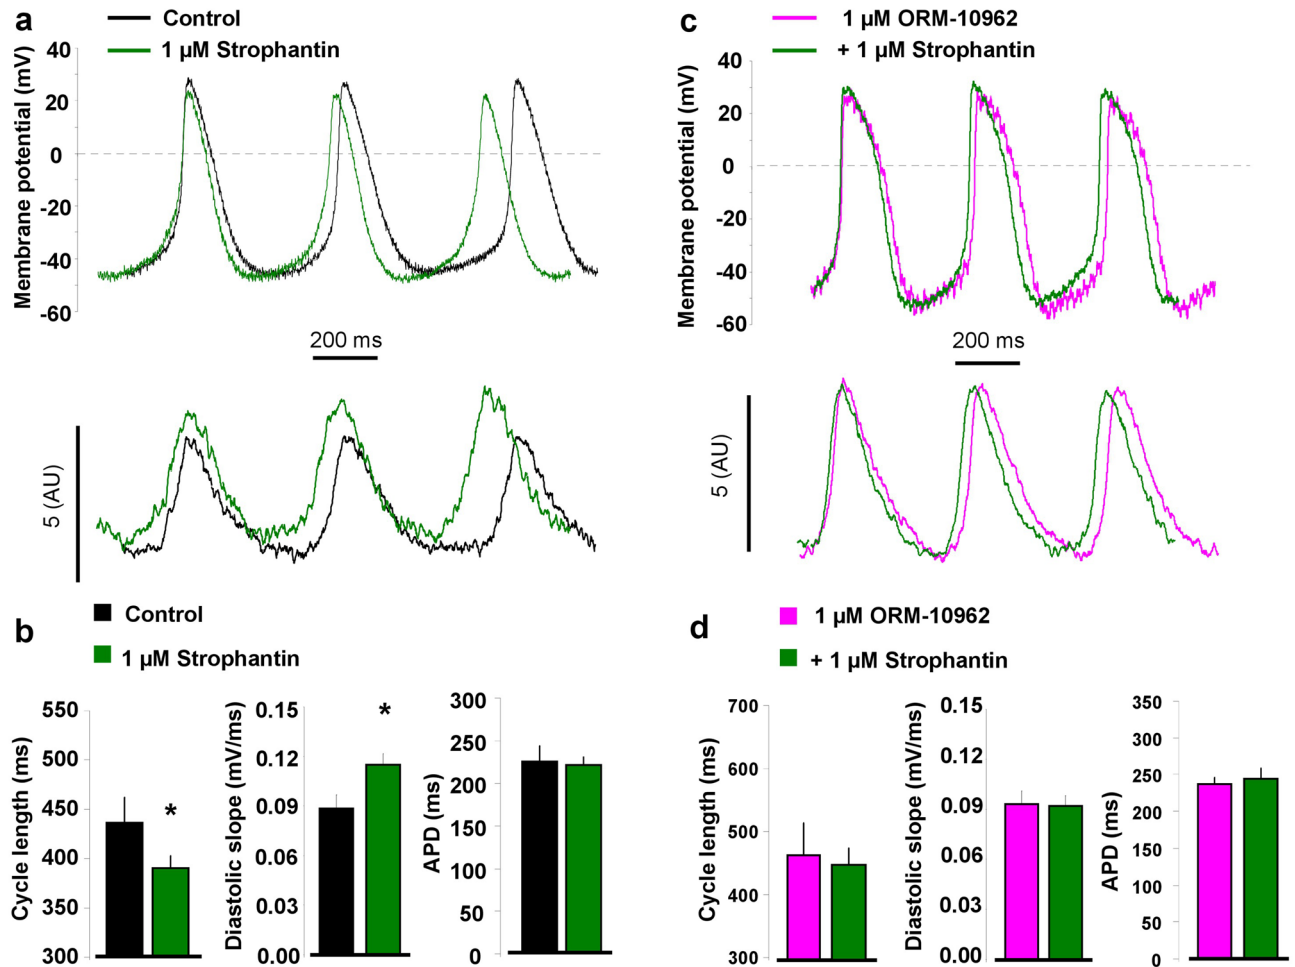 a
Control
1 µM Strophantin
Membrane potential (mV)
40
20
0
-20
-40
-60
200 ms
5 (AU)
c
1 µM ORM-10962
+ 1 µM Strophantin
Membrane potential (mV)
40
20
0
-20
-40
-60
200 ms
5 (AU)
b
Control
1 µM Strophantin
Cycle length (ms)
550
500
450
400
350
300
*
Diastolic slope (mV/ms)
0.15
0.12
0.09
0.06
0.03
0.00
*
APD (ms)
300
250
200
150
100
50
0
d
1 µM ORM-10962
+ 1 µM Strophantin
Cycle length (ms)
700
600
500
400
300
Diastolic slope (mV/ms)
0.15
0.12
0.09
0.06
0.03
0.00
APD (ms)
350
300
250
200
150
100
50
0